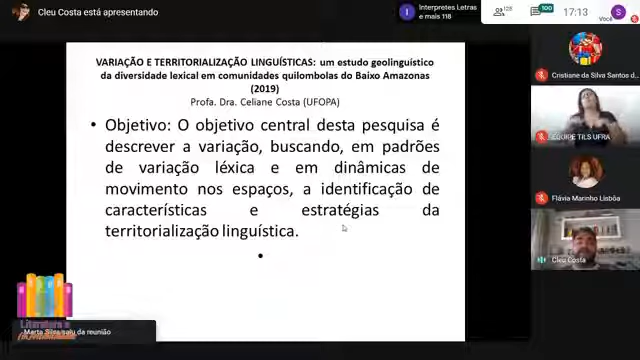 Cleu Costa está apresentando
I
Interpretes Letras
e mais 118
100
17:13
Você
S
VARIAÇÃO E TERRITORIALIZAÇÃO LINGUÍSTICAS: um estudo geolinguístico
da diversidade lexical em comunidades quilombolas do Baixo Amazonas
(2019)
Profa. Dra. Celiane Costa (UFOPA)
• Objetivo: O objetivo central desta pesquisa é
descrever a variação, buscando, em padrões
de variação léxica e em dinâmicas de
movimento nos espaços, a identificação de
características e estratégias da
territorialização linguística.
•
Cristiane da Silva Santos d...
EQUIPE TILS UFRA
Flávia Marinho Lisbôa
Cleu Costa
Literatura e
saiu da reunião